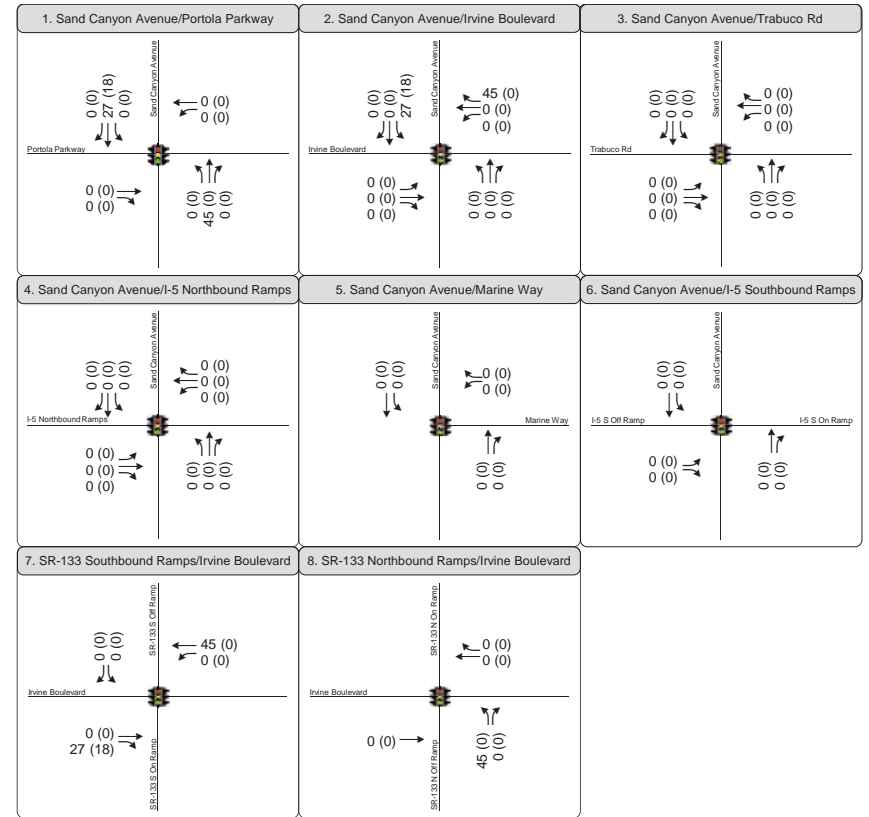 1. Sand Canyon Avenue/Portola Parkway
0 (0)
27 (18)
0 (0)
Sand Canyon Avenue
0 (0)
0 (0)
Portola Parkway
0 (0)
0 (0)
0 (0)
45 (0)
0 (0)
2. Sand Canyon Avenue/Irvine Boulevard
0 (0)
0 (0)
27 (18)
Sand Canyon Avenue
45 (0)
0 (0)
0 (0)
Irvine Boulevard
0 (0)
0 (0)
0 (0)
0 (0)
0 (0)
0 (0)
3. Sand Canyon Avenue/Trabuco Rd
0 (0)
0 (0)
0 (0)
Sand Canyon Avenue
0 (0)
0 (0)
0 (0)
Trabuco Rd
0 (0)
0 (0)
0 (0)
0 (0)
0 (0)
0 (0)
4. Sand Canyon Avenue/I-5 Northbound Ramps
0 (0)
0 (0)
0 (0)
Sand Canyon Avenue
0 (0)
0 (0)
0 (0)
I-5 Northbound Ramps
0 (0)
0 (0)
0 (0)
0 (0)
0 (0)
0 (0)
5. Sand Canyon Avenue/Marine Way
0 (0)
0 (0)
Sand Canyon Avenue
0 (0)
0 (0)
Marine Way
0 (0)
0 (0)
6. Sand Canyon Avenue/I-5 Southbound Ramps
0 (0)
0 (0)
Sand Canyon Avenue
I-5 S Off Ramp
I-5 S On Ramp
0 (0)
0 (0)
0 (0)
0 (0)
7. SR-133 Southbound Ramps/Irvine Boulevard
0 (0)
0 (0)
SR-133 S Off Ramp
45 (0)
0 (0)
Irvine Boulevard
0 (0)
27 (18)
SR-133 S On Ramp
8. SR-133 Northbound Ramps/Irvine Boulevard
SR-133 N On Ramp
0 (0)
0 (0)
Irvine Boulevard
0 (0)
SR-133 N Off Ramp
45 (0)
0 (0)